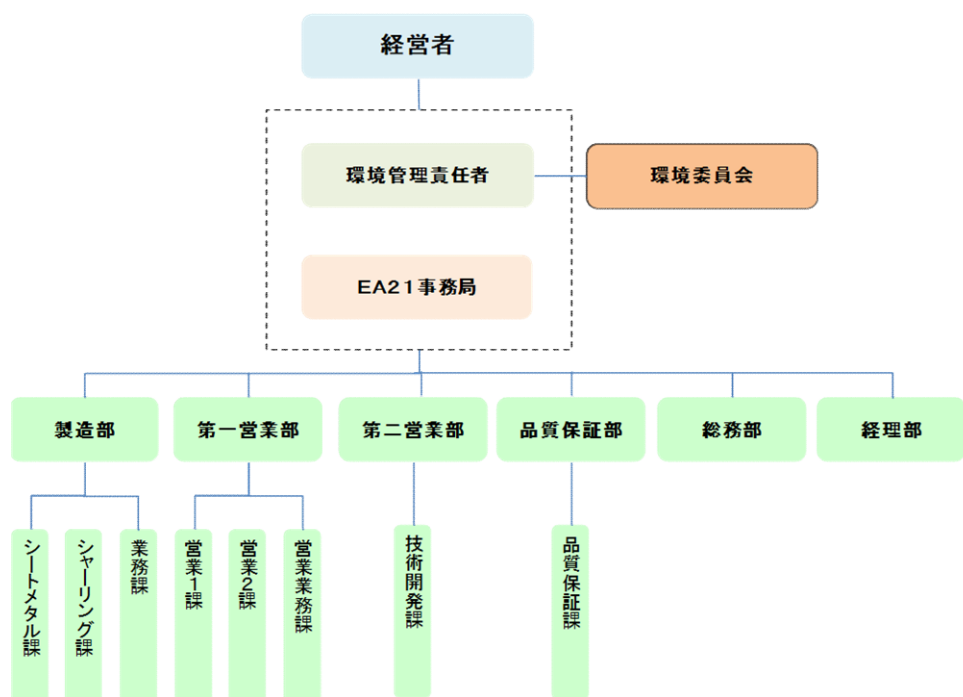 経営者
環境管理責任者
環境委員会
EA21事務局
製造部
第一営業部
第二営業部
品質保証部
総務部
経理部
シートメタル課
シャーリング課
業務課
営業1課
営業2課
営業業務課
技術開発課
品質保証課